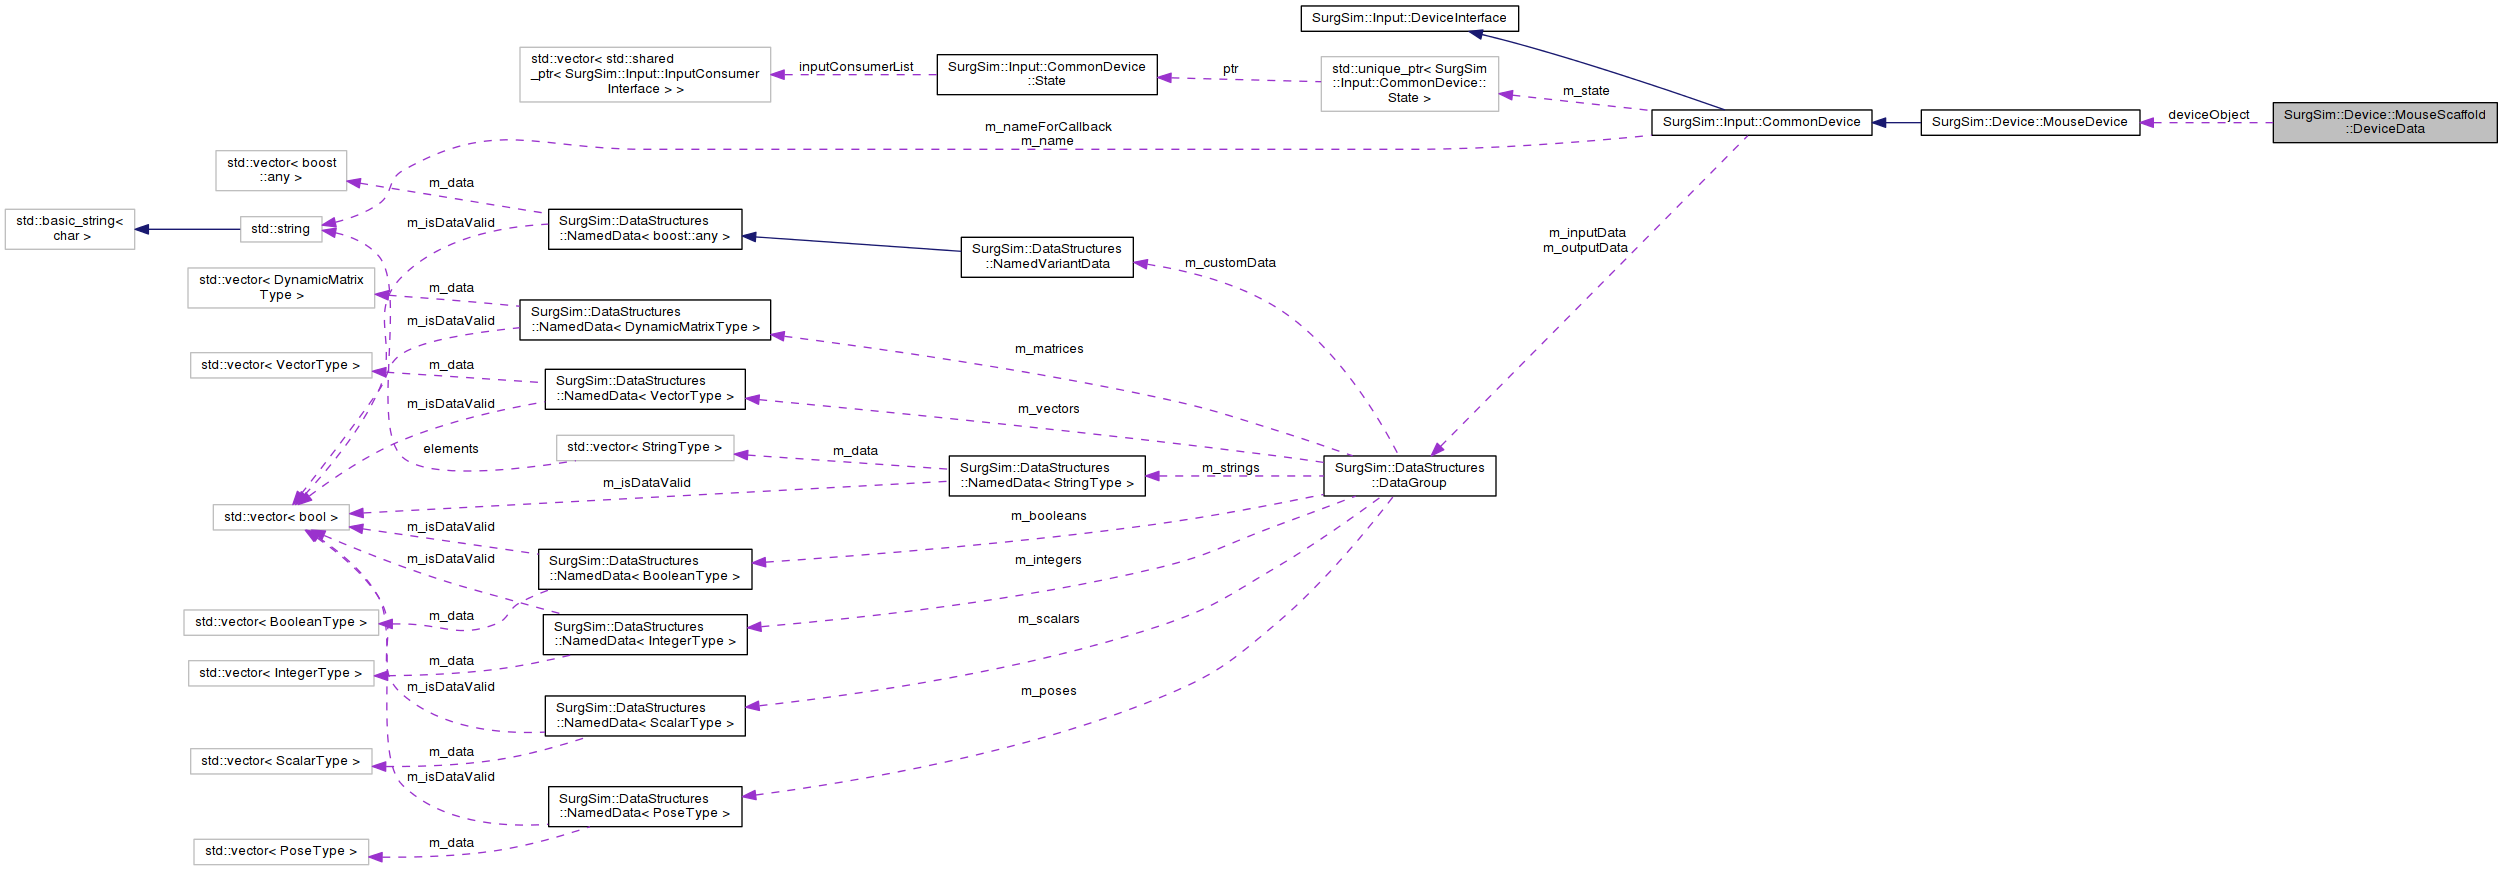 SurgSim::Input::DeviceInterface
std::vector< std::shared
_ptr< SurgSim::Input::InputConsumer
Interface > >
inputConsumerList
SurgSim::Input::CommonDevice
::State
ptr
std::unique_ptr< SurgSim
::Input::CommonDevice::
State >
m_state
SurgSim::Input::CommonDevice
SurgSim::Device::MouseDevice
deviceObject
SurgSim::Device::MouseScaffold
::DeviceData
m_nameForCallback
m_name
std::vector< boost
::any >
m_data
std::basic_string<
char >
std::string
m_isDataValid
SurgSim::DataStructures
::NamedData< boost::any >
SurgSim::DataStructures
::NamedVariantData
m_customData
m_inputData
m_outputData
std::vector< DynamicMatrix
Type >
m_data
m_isDataValid
SurgSim::DataStructures
::NamedData< DynamicMatrixType >
m_matrices
std::vector< VectorType >
m_data
m_isDataValid
SurgSim::DataStructures
::NamedData< VectorType >
m_vectors
elements
std::vector< StringType >
m_data
SurgSim::DataStructures
::NamedData< StringType >
m_strings
SurgSim::DataStructures
::DataGroup
m_isDataValid
std::vector< bool >
m_isDataValid
SurgSim::DataStructures
::NamedData< BooleanType >
m_booleans
m_isDataValid
m_integers
std::vector< BooleanType >
m_data
SurgSim::DataStructures
::NamedData< IntegerType >
m_scalars
std::vector< IntegerType >
m_data
m_isDataValid
SurgSim::DataStructures
::NamedData< ScalarType >
m_poses
std::vector< ScalarType >
m_data
m_isDataValid
SurgSim::DataStructures
::NamedData< PoseType >
std::vector< PoseType >
m_data